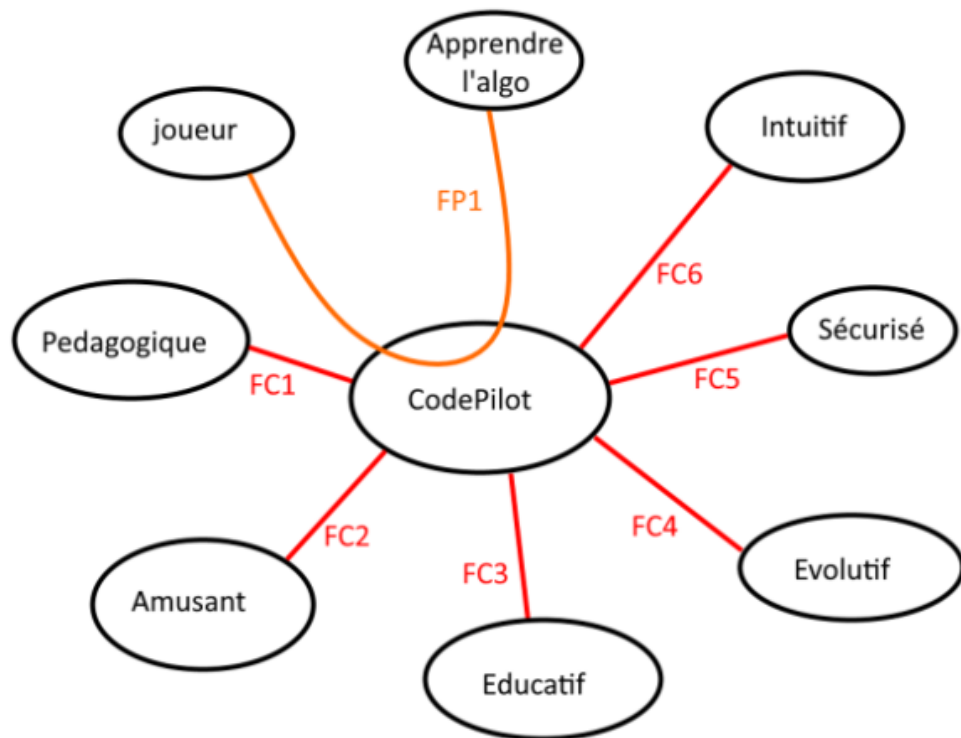 Apprendre
l'algo
joueur
Intuitif
FP1
FC6
Pedagogique
Sécurisé
FC1
FC5
CodePilot
FC2
FC4
FC3
Evolutif
Amusant
Educatif